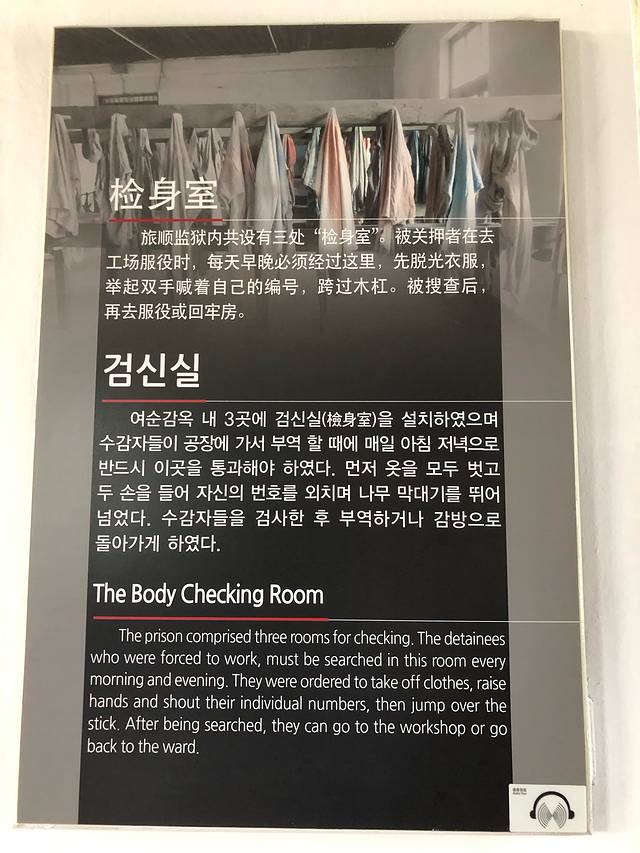 检身室
旅顺监狱内共设有三处“检身室”。被关押者在去
工场服役时，每天早晚必须经过这里，先脱光衣服，
举起双手喊着自己的编号，跨过木杠。被搜查后，
再去服役或回牢房。
검신실
여순감옥 내 3곳에 검신실(檢身室)을 설치하였으며
수감자들이 공장에 가서 부역 할 때에 매일 아침 저녁으로
반드시 이곳을 통과해야 하였다. 먼저 옷을 모두 벗고
두 손을 들어 자신의 번호를 외치며 나무 막대기를 뛰어
넘었다. 수감자들을 검사한 후 부역하거나 감방으로
돌아가게 하였다.
The Body Checking Room
The prison comprised three rooms for checking. The detainees
who were forced to work, must be searched in this room every
morning and evening. They were ordered to take off clothes, raise
hands and shout their individual numbers, then jump over the
stick. After being searched, they can go to the workshop or go
back to the ward.